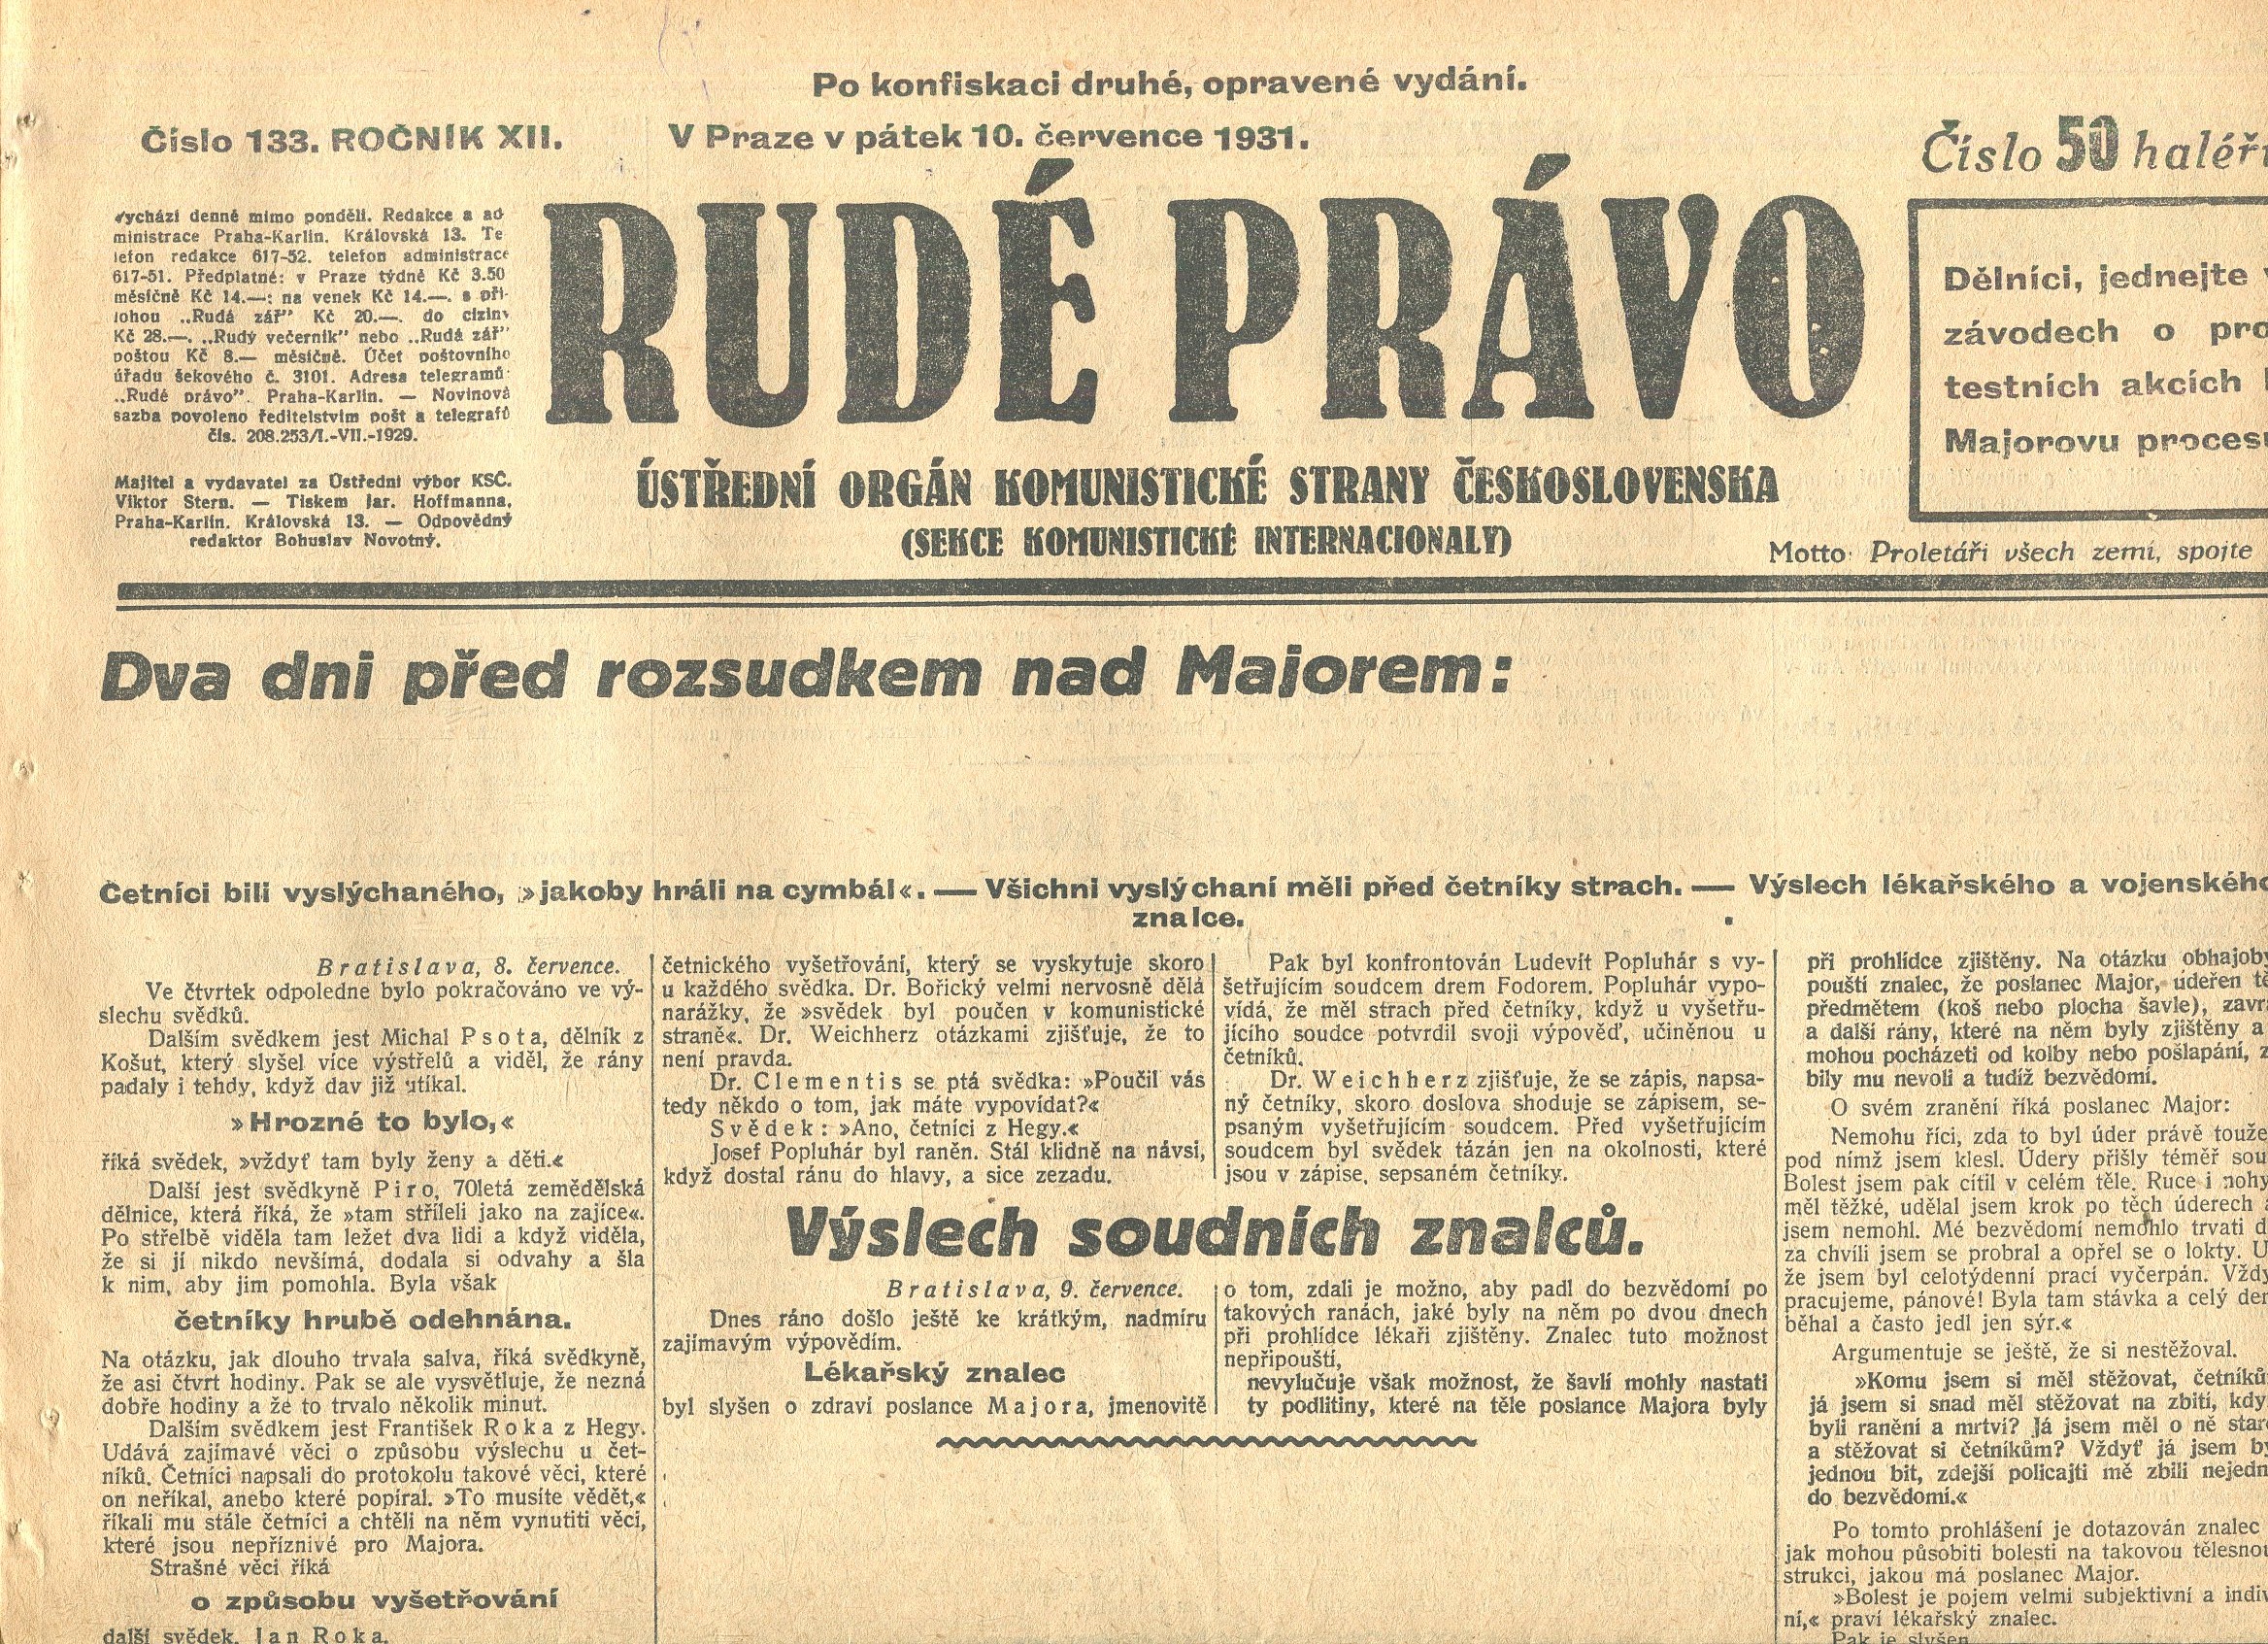 Po konfiskaci druhé, opravené vydání.
Číslo 133. ROČNÍK XII.
V Praze v pátek 10. července 1931.
Číslo 50 haléř
Vychází denně mimo pondělí. Redakce a ad
ministrace Praha-Karlín. Královská 13. Te
lefon redakce 617-52. telefon administrace
617-51. Předplatné: v Praze týdně Kč 3.50
měsíčně Kč 14.—: na venek Kč 14.—. s pří-
lohou „Rudá zář" Kč 20.—. do ciziny
Kč 28.—. „Rudý večerník" nebo „Rudá zář"
poštou Kč 8.— měsíčně. Účet poštovního
úřadu šekového č. 3101. Adresa telegramů:
„Rudé právo". Praha-Karlín. — Novinová
sazba povoleno ředitelstvím pošt a telegrafů
čís. 208.253/I.-VII.-1929.
Majitel a vydavatel za Ústřední výbor KSČ.
Viktor Stern. — Tiskem Jar. Hoffmanna,
Praha-Karlín. Královská 13. — Odpovědný
redaktor Bohuslav Novotný.
RUDÉ PRÁVO
ÚSTŘEDNÍ ORGÁN KOMUNISTICKÉ STRANY ČESKOSLOVENSKA
(SEKCE KOMUNISTICKÉ INTERNACIONALY)
Dělníci, jednejte
závodech o pro
testních akcích
Majorovu proces
Motto: Proletáři všech zemí, spojte
Dva dni před rozsudkem nad Majorem:
Četníci bili vyslýchaného, »jakoby hráli na cymbál«. — Všichni vyslýchaní měli před četníky strach. — Výslech lékařského a vojenského
znalce.
Bratislava, 8. července.
Ve čtvrtek odpoledne bylo pokračováno ve vý-
slechu svědků.
Dalším svědkem jest Michal Psota, dělník z
Košut, který slyšel více výstřelů a viděl, že rány
padaly i tehdy, když dav již utíkal.
»Hrozné to bylo,«
říká svědek, »vždyť tam byly ženy a děti.«
Další jest svědkyně Piro, 70letá zemědělská
dělnice, která říká, že »tam stříleli jako na zajíce«.
Po střelbě viděla tam ležet dva lidi a když viděla,
že si jí nikdo nevšímá, dodala si odvahy a šla
k nim, aby jim pomohla. Byla však
četníky hrubě odehnána.
Na otázku, jak dlouho trvala salva, říká svědkyně,
že asi čtvrt hodiny. Pak se ale vysvětluje, že nezná
dobře hodiny a že to trvalo několik minut.
Dalším svědkem jest František Roka z Hegy.
Udává zajímavé věci o způsobu výslechu u čet-
níků. Četníci napsali do protokolu takové věci, které
on neříkal, anebo které popíral. »To musíte vědět,«
říkali mu stále četníci a chtěli na něm vynutiti věci,
které jsou nepříznivé pro Majora.
Strašné věci říká
o způsobu vyšetřování
další svědek, Jan Roka.
četnického vyšetřování, který se vyskytuje skoro
u každého svědka. Dr. Bořický velmi nervosně dělá
narážky, že »svědek byl poučen v komunistické
straně«. Dr. Weichherz otázkami zjišťuje, že to
není pravda.
Dr. Clementis se ptá svědka: »Poučil vás
tedy někdo o tom, jak máte vypovídat?«
Svědek: »Ano, četníci z Hegy.«
Josef Popluhár byl raněn. Stál klidně na návsi,
když dostal ránu do hlavy, a sice zezadu.
Pak byl konfrontován Ludevít Popluhár s vy-
šetřujícím soudcem drem Fodorem. Popluhár vypo-
vídá, že měl strach před četníky, když u vyšetřu-
jícího soudce potvrdil svoji výpověď, učiněnou u
četníků.
Dr. Weichherz zjišťuje, že se zápis, napsa-
ný četníky, skoro doslova shoduje se zápisem, se-
psaným vyšetřujícím soudcem. Před vyšetřujícím
soudcem byl svědek tázán jen na okolnosti, které
jsou v zápise, sepsaném četníky.
Výslech soudních znalců.
Bratislava, 9. července.
Dnes ráno došlo ještě ke krátkým, nadmíru
zajímavým výpovědím.
Lékařský znalec
byl slyšen o zdraví poslance Majora, jmenovitě
o tom, zdali je možno, aby padl do bezvědomí po
takových ranách, jaké byly na něm po dvou dnech
při prohlídce lékaři zjištěny. Znalec tuto možnost
nepřipouští,
nevylučuje však možnost, že šavlí mohly nastati
ty podlitiny, které na těle poslance Majora byly
při prohlídce zjištěny. Na otázku obhajoby
pouští znalec, že poslanec Major, udeřen tě
předmětem (koš nebo plocha šavle), zavr
a další rány, které na něm byly zjištěny a
mohou pocházeti od kolby nebo pošlapání, z
bily mu nevoli a tudíž bezvědomí.
O svém zranění říká poslanec Major:
Nemohu říci, zda to byl úder právě touže
pod nímž jsem klesl. Údery přišly téměř sou
Bolest jsem pak cítil v celém těle. Ruce i nohy
měl těžké, udělal jsem krok po těch úderech
jsem nemohl. Mé bezvědomí nemohlo trvati d
za chvíli jsem se probral a opřel se o lokty. U
že jsem byl celotýdenní prací vyčerpán. Vždy
pracujeme, pánové! Byla tam stávka a celý den
běhal a často jedl jen sýr.«
Argumentuje se ještě, že si nestěžoval.
»Komu jsem si měl stěžovat, četníků
já jsem si snad měl stěžovat na zbití, kdy
byli ranění a mrtví? Já jsem měl o ně star
a stěžovat si četníkům? Vždyť já jsem by
jednou bit, zdejší policajti mě zbili nejedn
do bezvědomí.«
Po tomto prohlášení je dotazován znalec
jak mohou působiti bolesti na takovou tělesnou
strukci, jakou má poslanec Major.
»Bolest je pojem velmi subjektivní a indiv
ní,« praví lékařský znalec.
Pak je slyšen